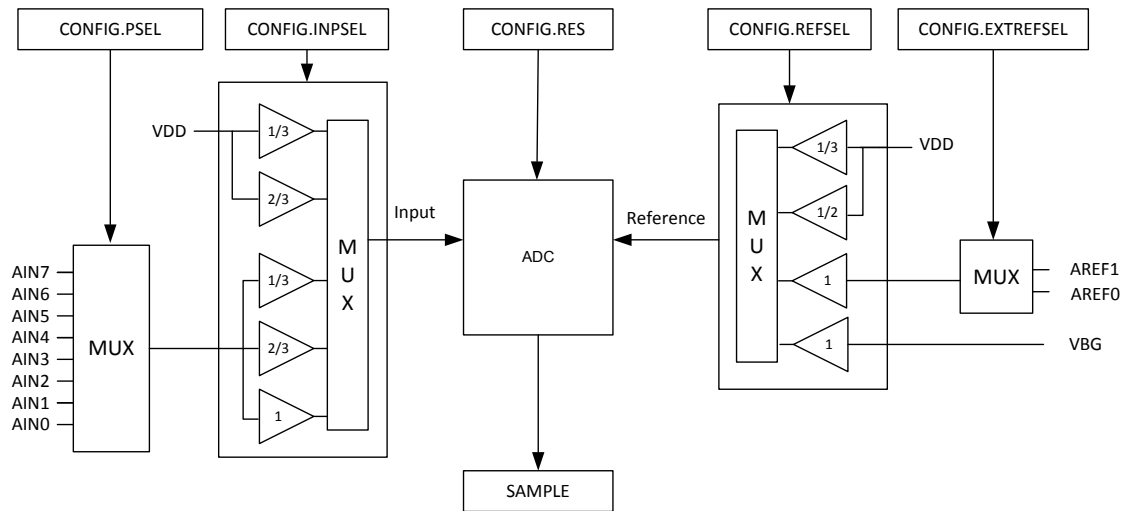 CONFIG.PSEL
CONFIG.INPSEL
CONFIG.RES
CONFIG.REFSEL
CONFIG.EXTREFSEL
VDD
1/3
2/3
1/3
2/3
1
M
U
X
Input
AIN7
AIN6
AIN5
AIN4
AIN3
AIN2
AIN1
AIN0
MUX
ADC
Reference
M
U
X
1/3
1/2
1
1
VDD
MUX
AREF1
AREF0
VBG
SAMPLE